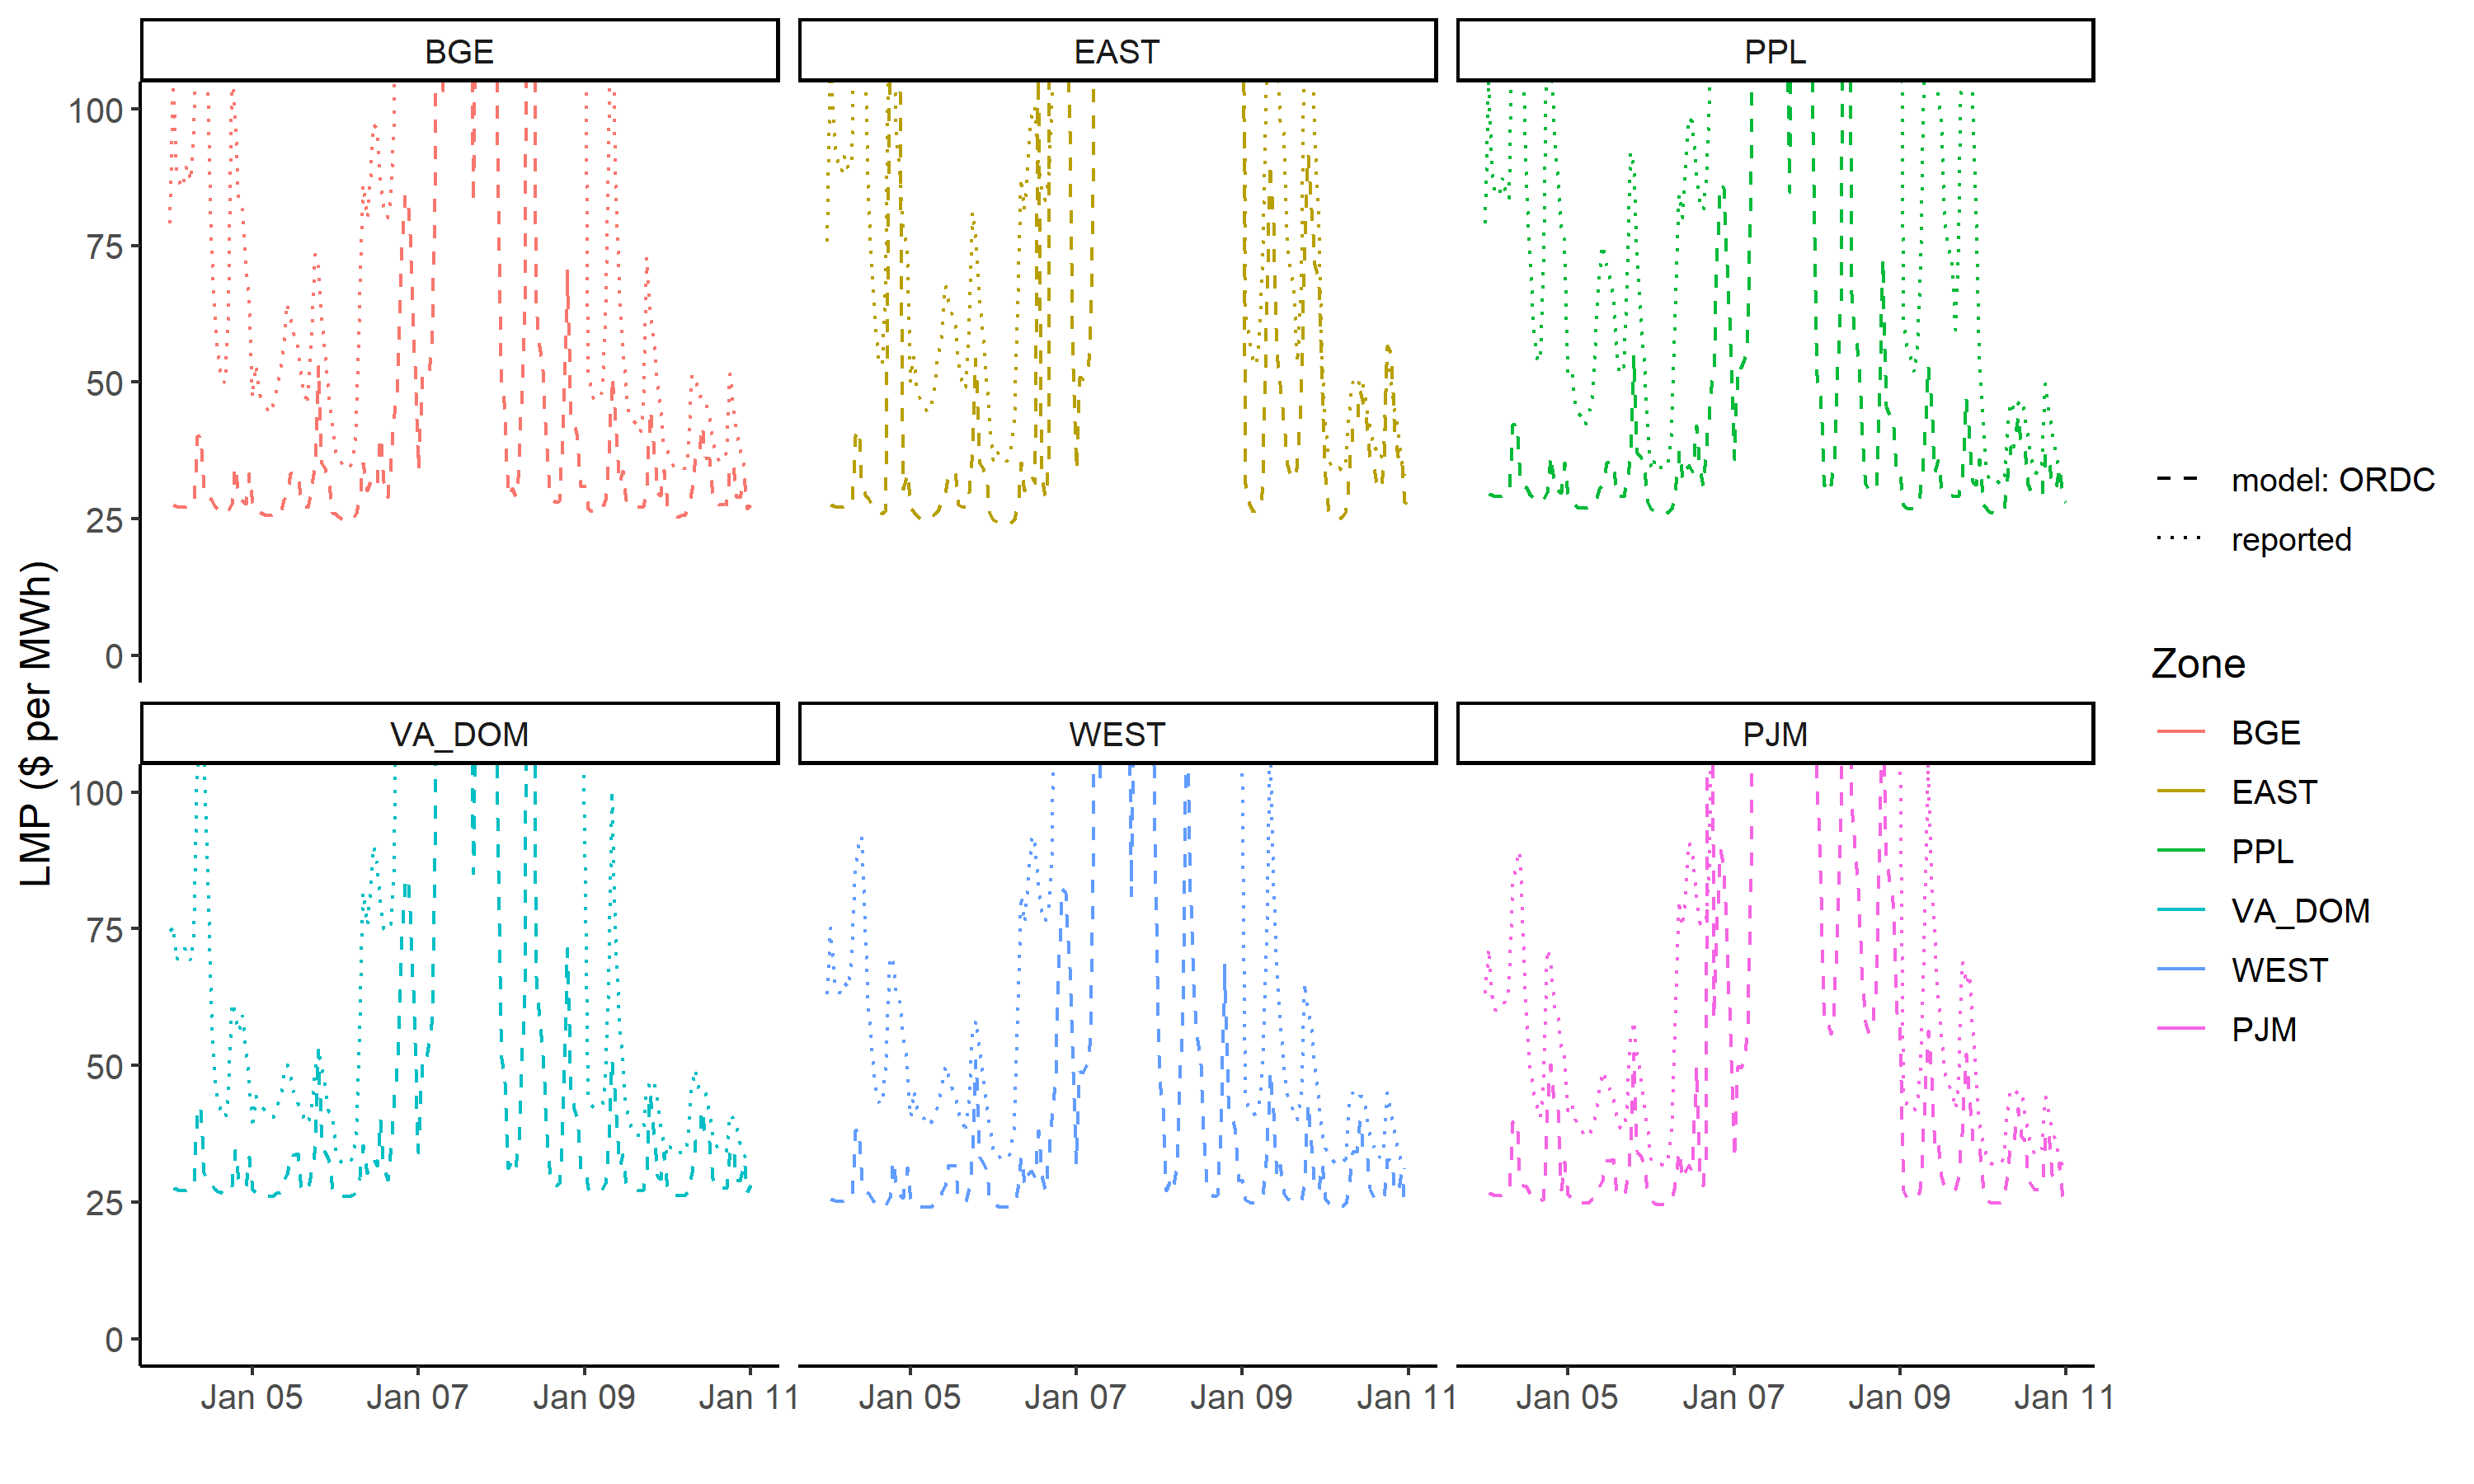 BGE
EAST
PPL
100
75
50
25
0
LMP ($ per MWh)
VA_DOM
WEST
PJM
100
75
50
25
0
Jan 05
Jan 07
Jan 09
Jan 11
Jan 05
Jan 07
Jan 09
Jan 11
Jan 05
Jan 07
Jan 09
Jan 11
model: ORDC
reported
Zone
BGE
EAST
PPL
VA_DOM
WEST
PJM